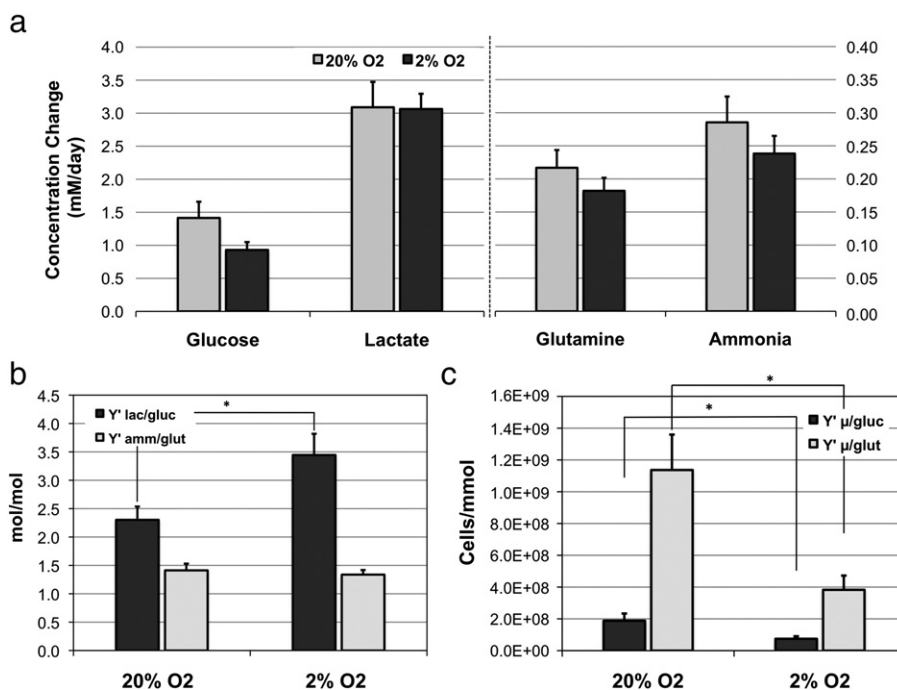 a
Concentration Change
(mM/day)
4.0
3.5
3.0
2.5
2.0
1.5
1.0
0.5
0.0
20% O2 2% O2
0.40
0.35
0.30
0.25
0.20
0.15
0.10
0.05
0.00
Glucose Lactate Glutamine Ammonia
b
mol/mol
4.5
4.0
3.5
3.0
2.5
2.0
1.5
1.0
0.5
0.0
Y' lac/gluc
Y' amm/glut
*
20% O2 2% O2
c
Cells/mmol
1.6E+09
1.4E+09
1.2E+09
1.0E+09
8.0E+08
6.0E+08
4.0E+08
2.0E+08
0.0E+00
*
*
Y' µ/gluc
Y' µ/glut
20% O2 2% O2